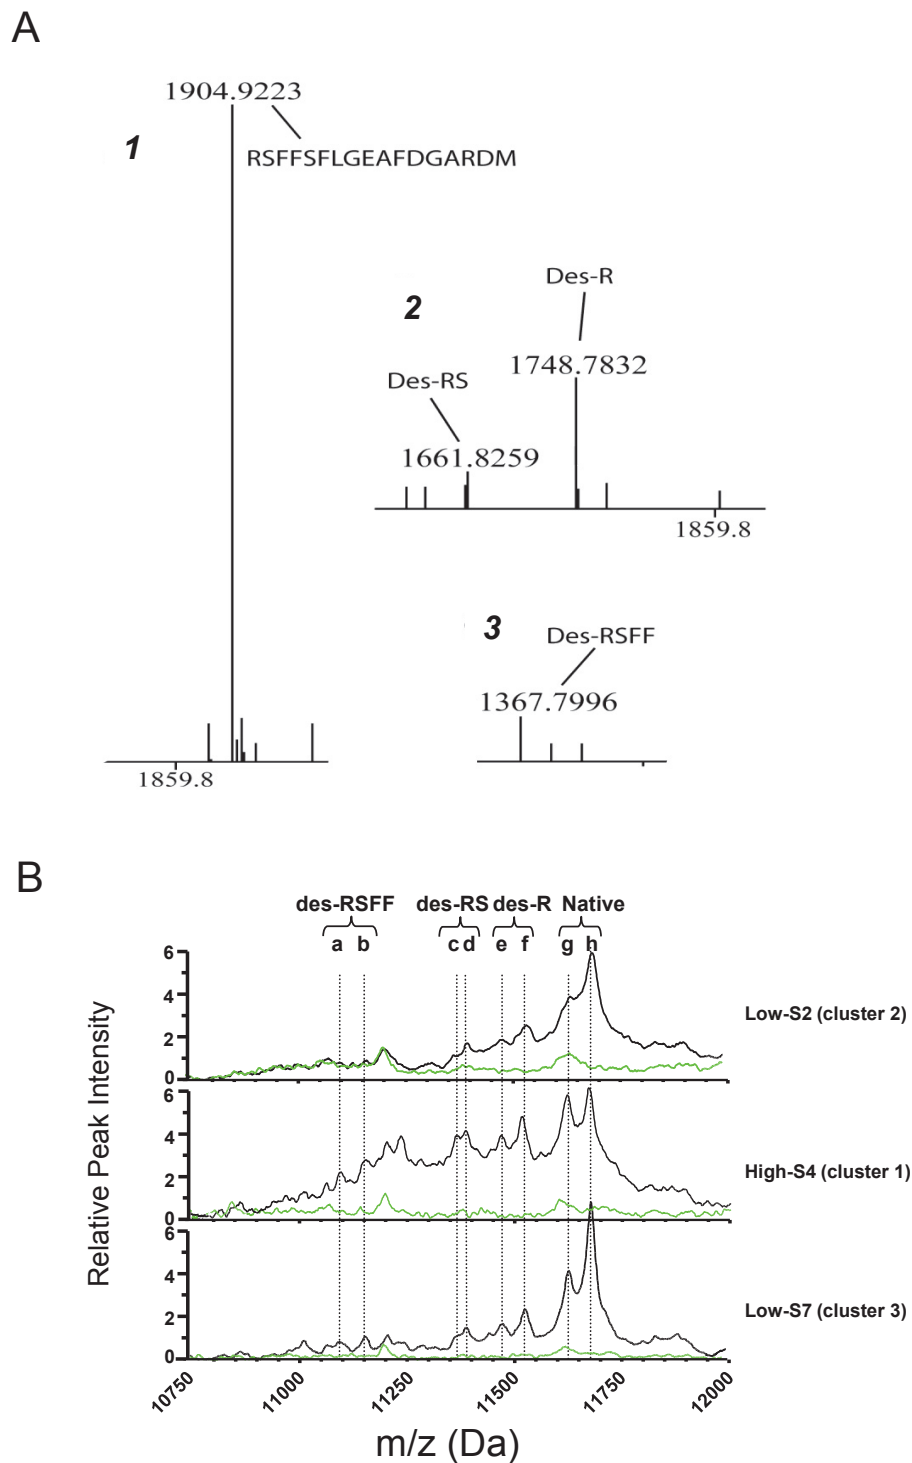 A
1904.9223
1
RSFFSFLGEAFDGARDM
Des-R
2
1748.7832
Des-RS
1661.8259
1859.8
3
Des-RSFF
1367.7996
1859.8
B
des-RSFF des-RS des-R Native
a b c d e f g h
6
4
2
0
Low-S2 (cluster 2)
6
4
2
0
High-S4 (cluster 1)
6
4
2
0
Low-S7 (cluster 3)
Relative Peak Intensity
10750 11000 11250 11500 11750 12000
m/z (Da)